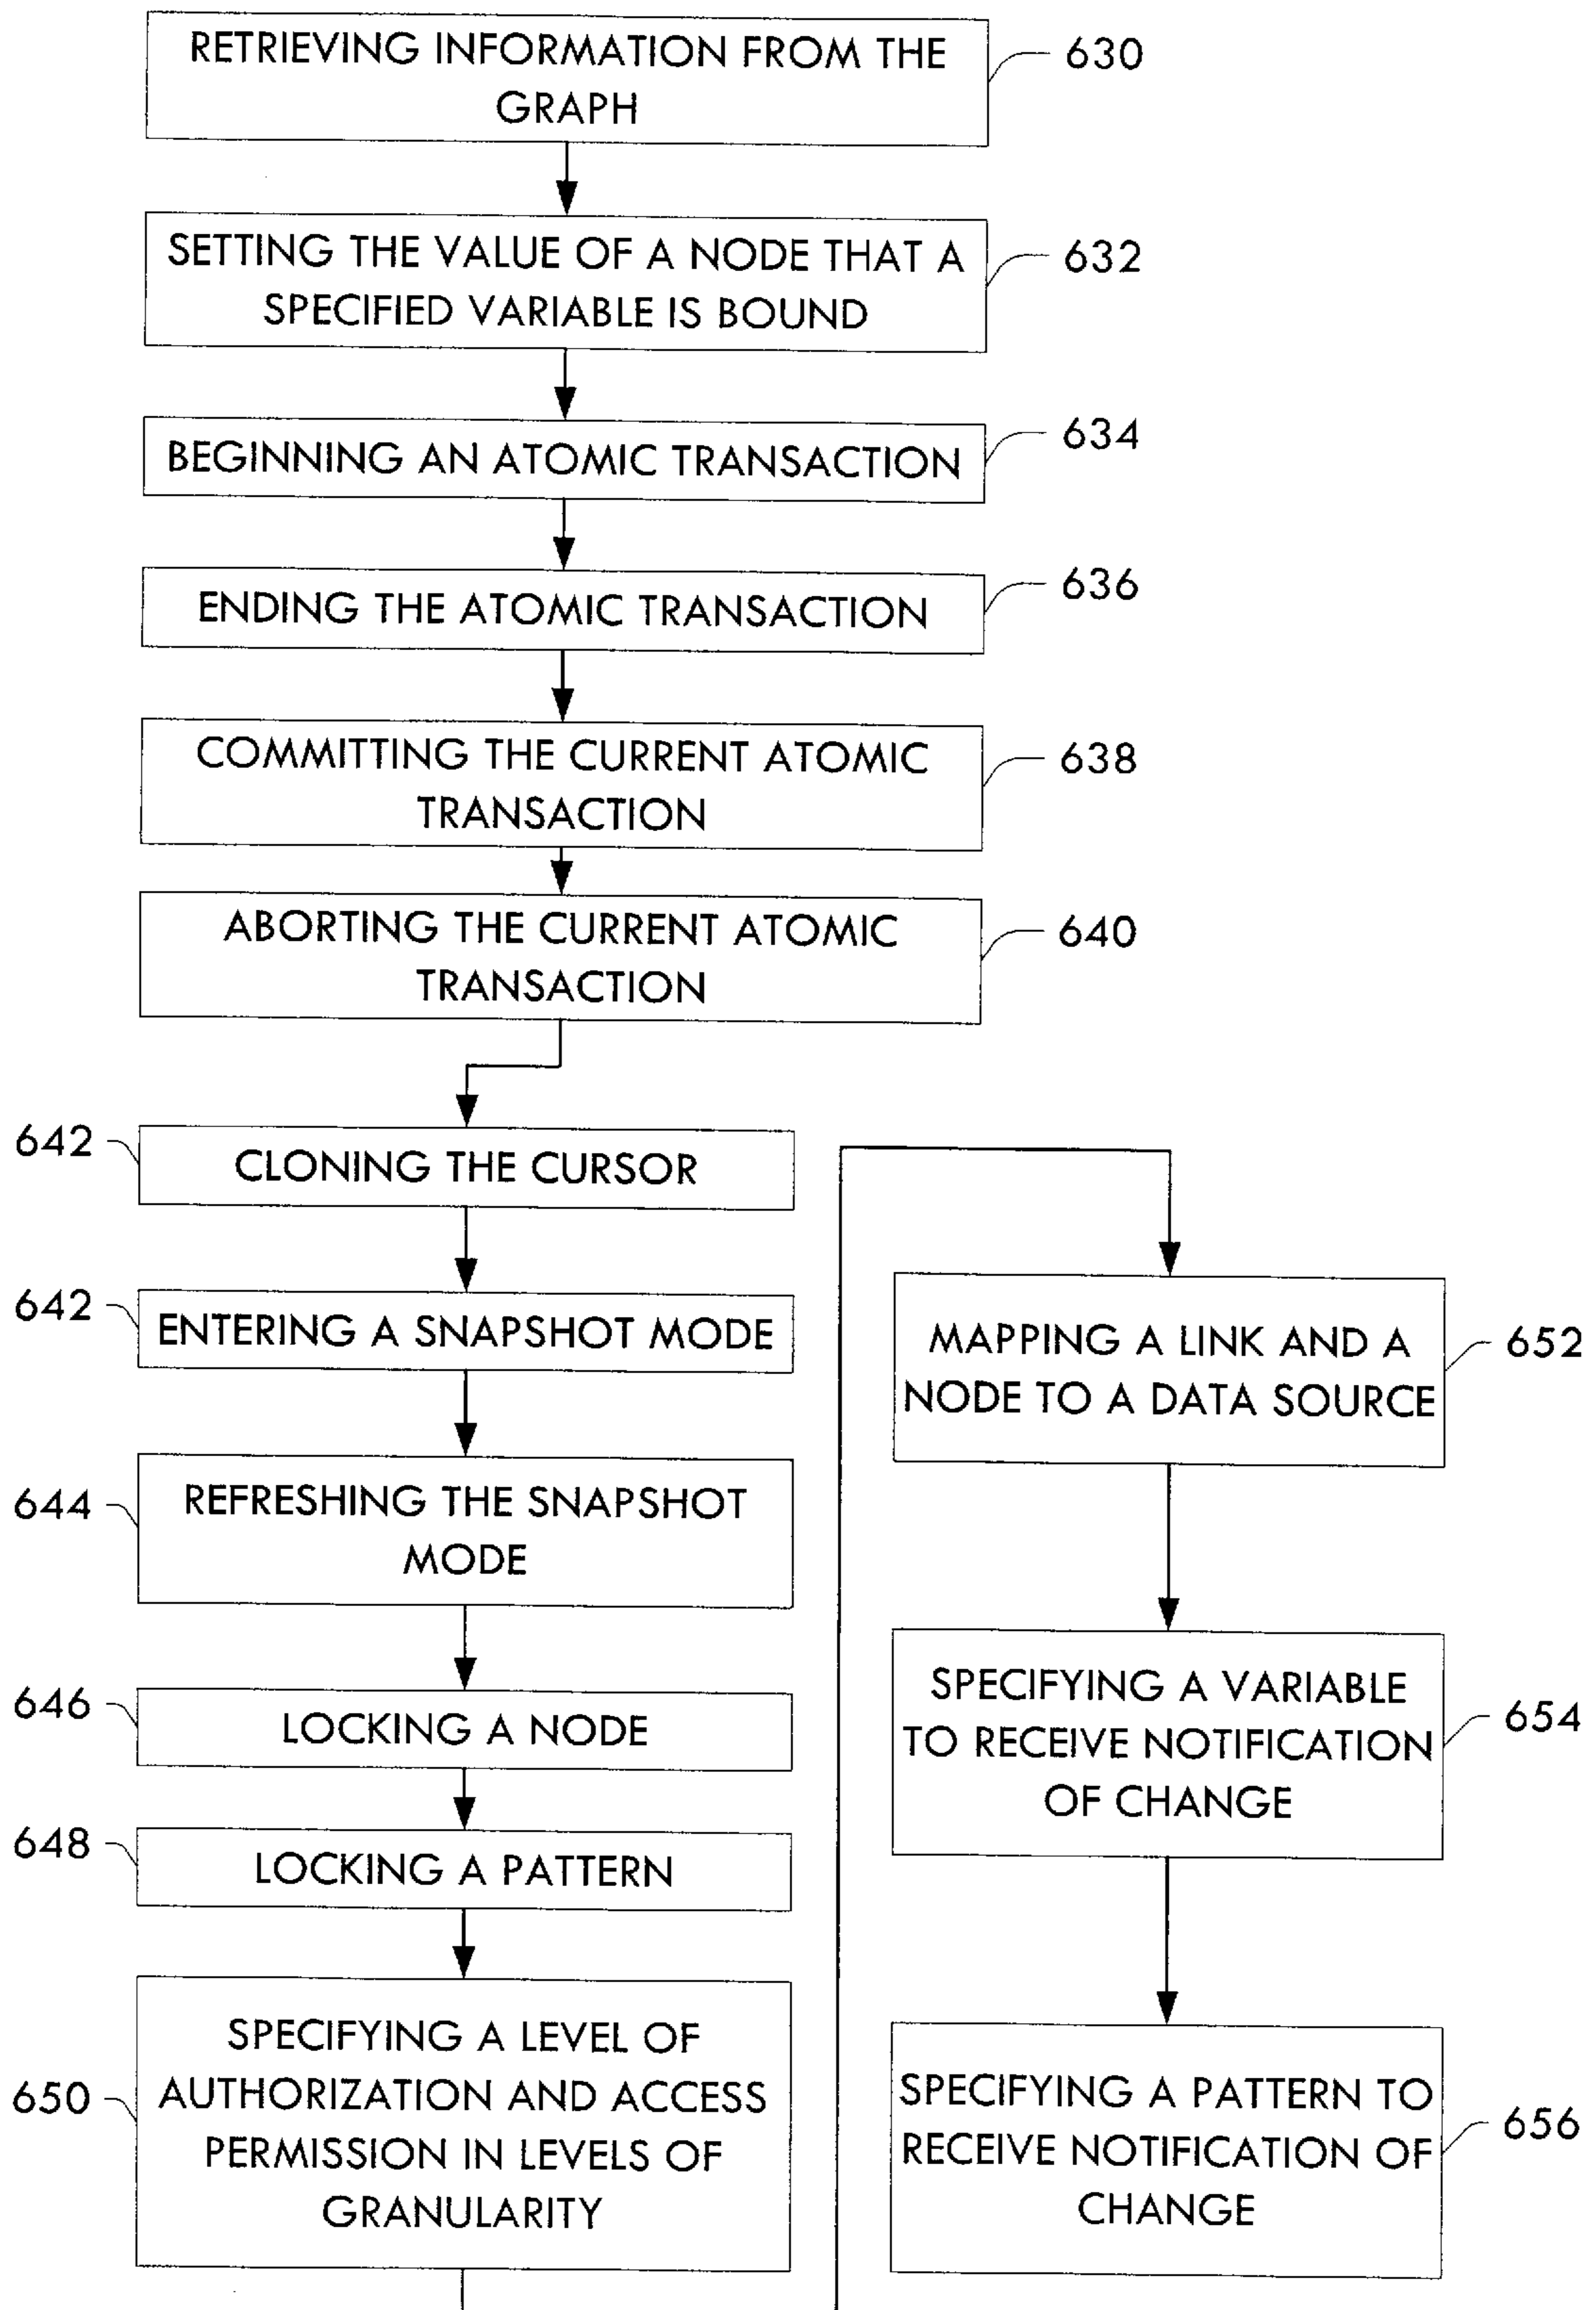 RETRIEVING INFORMATION FROM THE
GRAPH
630
SETTING THE VALUE OF A NODE THAT A
SPECIFIED VARIABLE IS BOUND
632
BEGINNING AN ATOMIC TRANSACTION
634
ENDING THE ATOMIC TRANSACTION
636
COMMITTING THE CURRENT ATOMIC
TRANSACTION
638
ABORTING THE CURRENT ATOMIC
TRANSACTION
640
642
CLONING THE CURSOR
642
ENTERING A SNAPSHOT MODE
644
REFRESHING THE SNAPSHOT
MODE
646
LOCKING A NODE
648
LOCKING A PATTERN
650
SPECIFYING A LEVEL OF
AUTHORIZATION AND ACCESS
PERMISSION IN LEVELS OF
GRANULARITY
MAPPING A LINK AND A
NODE TO A DATA SOURCE
652
SPECIFYING A VARIABLE
TO RECEIVE NOTIFICATION
OF CHANGE
654
SPECIFYING A PATTERN TO
RECEIVE NOTIFICATION OF
CHANGE
656